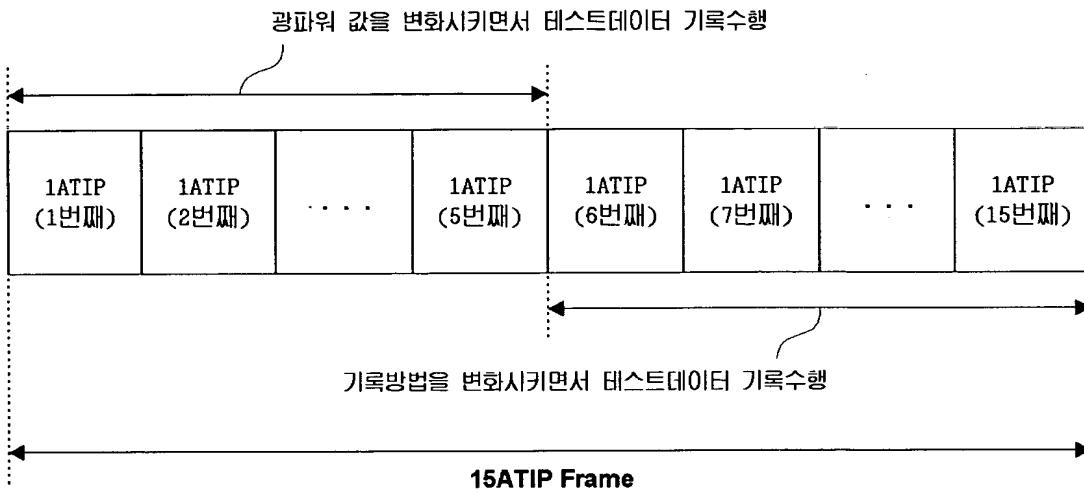 광파워 값을 변화시키면서 테스트데이터 기록수행
1ATIP
(1번째)
1ATIP
(2번째)
· · · ·
1ATIP
(5번째)
1ATIP
(6번째)
1ATIP
(7번째)
· · ·
1ATIP
(15번째)
기록방법을 변화시키면서 테스트데이터 기록수행
15ATIP Frame